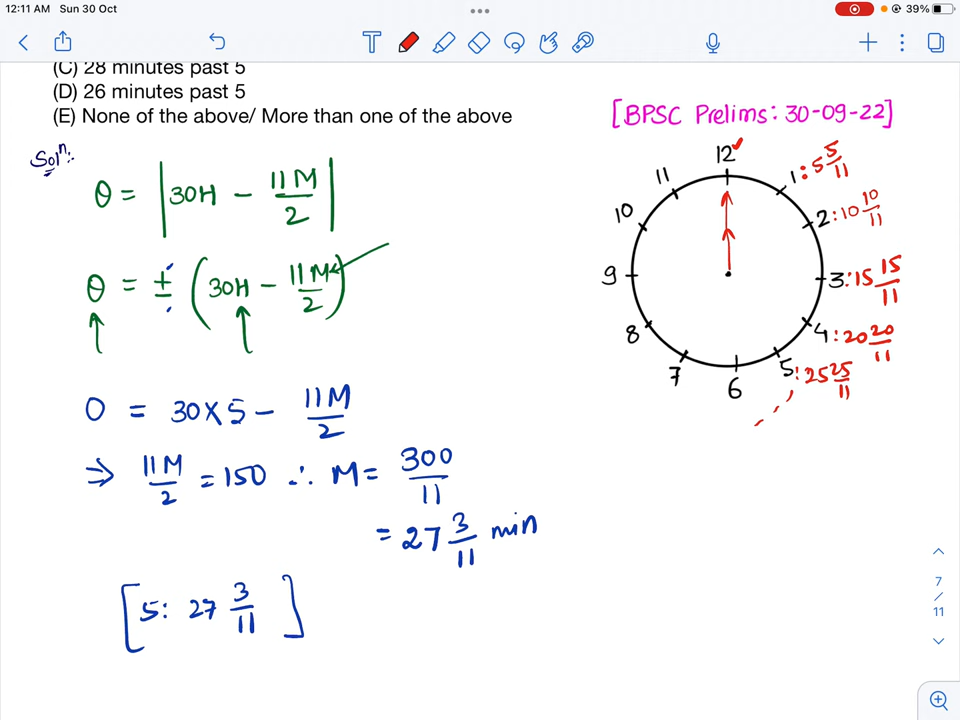 12:11 AM Sun 30 Oct
39%
(C) 28 minutes past 5
(D) 26 minutes past 5
(E) None of the above/ More than one of the above
[BPSC Prelims: 30-09-22]
Solⁿ:
θ = |30H - 11M/2|
θ = ± (30H - 11M/2)
0 = 30×5 - 11M/2
⇒ 11M/2 = 150 ∴ M = 300/11
= 27 3/11 min
[5: 27 3/11]
12
1 : 5 5/11
2 : 10 10/11
3 : 15 15/11
4 : 20 20/11
5 : 25 25/11
6
7
8
9
10
11
7
/
11